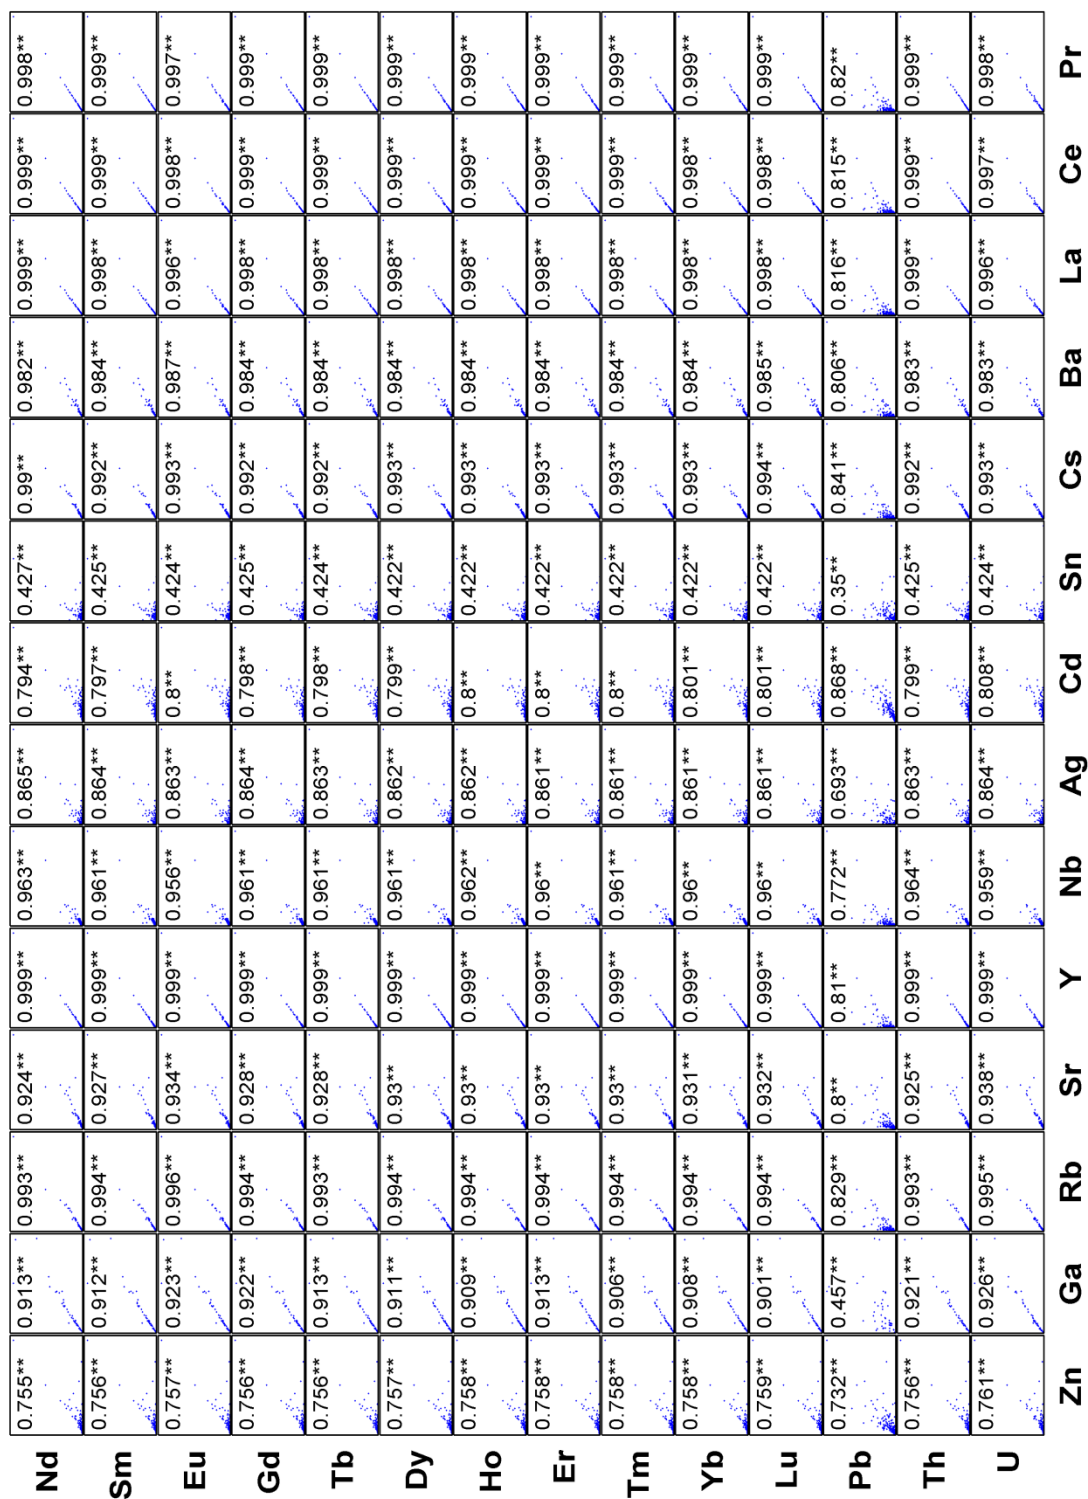 Nd 0.755** 0.913** 0.993** 0.924** 0.999** 0.963** 0.865** 0.794** 0.427** 0.99** 0.982** 0.999** 0.999** 0.998**
Sm 0.756** 0.912** 0.994** 0.927** 0.999** 0.961** 0.864** 0.797** 0.425** 0.992** 0.984** 0.998** 0.999** 0.999**
Eu 0.757** 0.923** 0.996** 0.934** 0.999** 0.956** 0.863** 0.8** 0.424** 0.993** 0.987** 0.996** 0.998** 0.997**
Gd 0.756** 0.922** 0.994** 0.928** 0.999** 0.961** 0.864** 0.798** 0.425** 0.992** 0.984** 0.998** 0.999** 0.999**
Tb 0.756** 0.913** 0.993** 0.928** 0.999** 0.961** 0.863** 0.798** 0.424** 0.992** 0.984** 0.998** 0.999** 0.999**
Dy 0.757** 0.911** 0.994** 0.93** 0.999** 0.961** 0.862** 0.799** 0.422** 0.993** 0.984** 0.998** 0.999** 0.999**
Ho 0.758** 0.909** 0.994** 0.93** 0.999** 0.962** 0.862** 0.8** 0.422** 0.993** 0.984** 0.998** 0.999** 0.999**
Er 0.758** 0.913** 0.994** 0.93** 0.999** 0.96** 0.861** 0.8** 0.422** 0.993** 0.984** 0.998** 0.999** 0.999**
Tm 0.758** 0.906** 0.994** 0.93** 0.999** 0.961** 0.861** 0.8** 0.422** 0.993** 0.984** 0.998** 0.999** 0.999**
Yb 0.758** 0.908** 0.994** 0.931** 0.999** 0.96** 0.861** 0.801** 0.422** 0.993** 0.984** 0.998** 0.998** 0.999**
Lu 0.759** 0.901** 0.994** 0.932** 0.999** 0.96** 0.861** 0.801** 0.422** 0.994** 0.985** 0.998** 0.998** 0.999**
Pb 0.732** 0.457** 0.829** 0.8** 0.81** 0.772** 0.693** 0.868** 0.35** 0.841** 0.806** 0.816** 0.815** 0.82**
Th 0.756** 0.921** 0.993** 0.925** 0.999** 0.964** 0.863** 0.799** 0.425** 0.992** 0.983** 0.999** 0.999** 0.999**
U 0.761** 0.926** 0.995** 0.938** 0.999** 0.959** 0.864** 0.808** 0.424** 0.993** 0.983** 0.996** 0.997** 0.998**
Zn Ga Rb Sr Y Nb Ag Cd Sn Cs Ba La Ce Pr